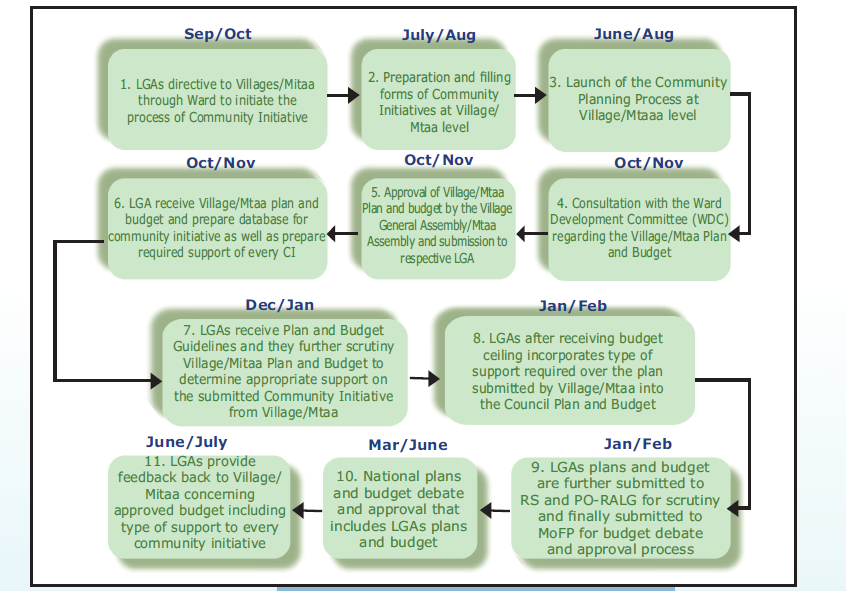 Sep/Oct
1. LGAs directive to Villages/Mitaa
through Ward to initiate the
process of Community Initiative
July/Aug
2. Preparation and filling
forms of Community
Initiatives at Village/
Mtaa level
June/Aug
3. Launch of the Community
Planning Process at
Village/Mtaaa level
Oct/Nov
4. Consultation with the Ward
Development Committee (WDC)
regarding the Village/Mtaa Plan
and Budget
Oct/Nov
5. Approval of Village/Mtaa
Plan and budget by the Village
General Assembly/Mtaa
Assembly and submission to
respective LGA
Oct/Nov
6. LGA receive Village/Mtaa plan and
budget and prepare database for
community initiative as well as prepare
required support of every CI
Dec/Jan
7. LGAs receive Plan and Budget
Guidelines and they further scrutiny
Village/Mitaa Plan and Budget to
determine appropriate support on
the submitted Community Initiative
from Village/Mtaa
Jan/Feb
8. LGAs after receiving budget
ceiling incorporates type of
support required over the plan
submitted by Village/Mtaa into
the Council Plan and Budget
Jan/Feb
9. LGAs plans and budget
are further submitted to
RS and PO-RALG for scrutiny
and finally submitted to
MoFP for budget debate
and approval process
Mar/June
10. National plans
and budget debate
and approval that
includes LGAs plans
and budget
June/July
11. LGAs provide
feedback back to Village/
Mitaa concerning
approved budget including
type of support to every
community initiative